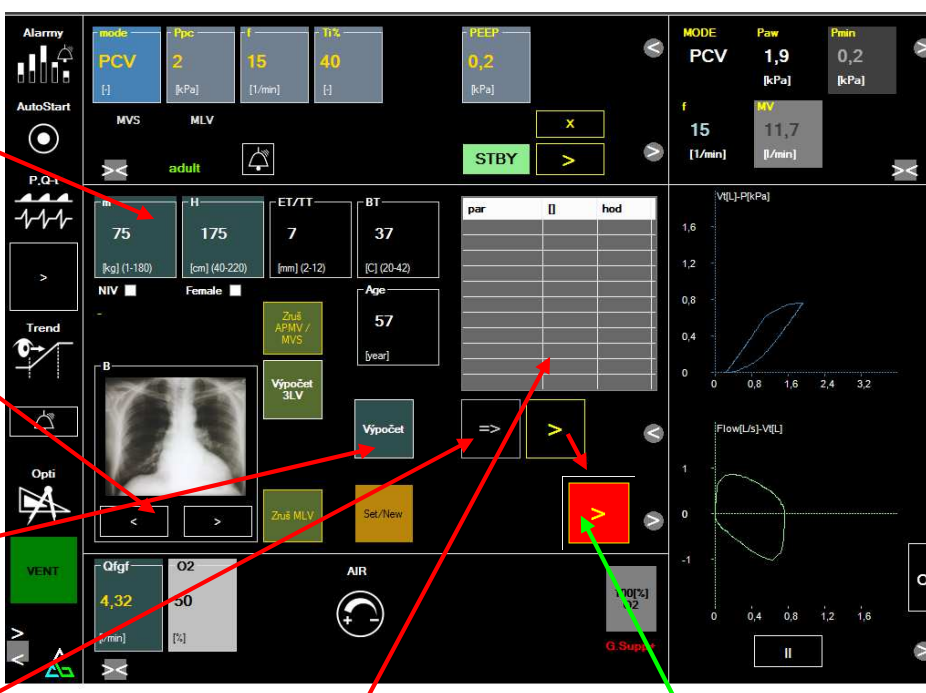 Alarmy
AutoStart
P,Q-t
>
Trend
Opti
VENT
>
<
mode
PCV
[-]
Ppc
2
[kPa]
f
15
[1/min]
Ti%
40
[-]
PEEP
0,2
[kPa]
<
MVS
MLV
x
><
adult
STBY
>
>
MODE
PCV
Paw
1,9
[kPa]
Pmin
0,2
[kPa]
>
f
15
[1/min]
MV
11,7
[l/min]
><
m
75
[kg] (1-180)
H
175
[cm] (40-220)
ET/TT
7
[mm] (2-12)
BT
37
[C] (20-42)
NIV
Female
-
Age
57
[year]
Zruš
APMV /
MVS
B
Výpočet
3LV
Výpočet
<
>
Zruš MLV
Set/New
par
[]
hod
=>
>
<
>
>
Vt[L]-P[kPa]
1,6
1,2
0,8
0,4
0
0
0,8
1,6
2,4
3,2
Flow[L/s]-Vt[L]
1
0
-1
0
0,4
0,8
1,2
1,6
II
>
Qfgf
4,32
[l/min]
O2
50
[%]
AIR
+ -
100[%]
O2
G.Supp+
><